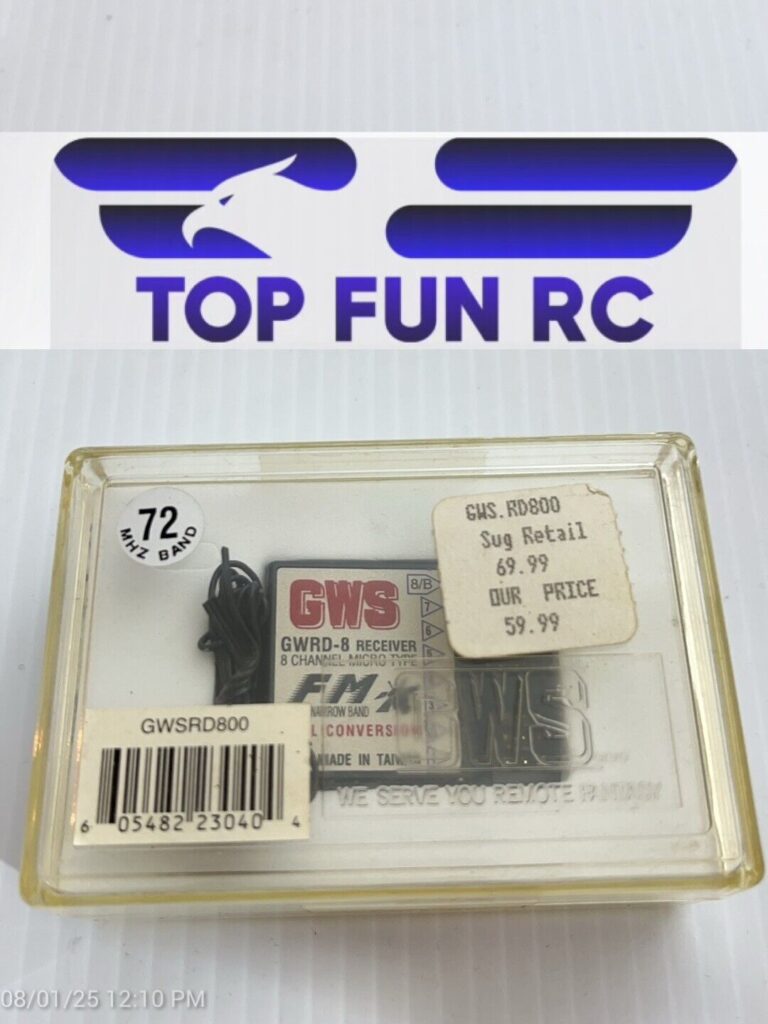 TOP FUN RC
72
MHZ BAND
GWS.RD800
Sug Retail
69.99
OUR PRICE
59.99
GWS
8/B
7
6
GWRD-8 RECEIVER
8 CHANNEL MICRO TYPE
FM
NARROW BAND
3
L CONVERSION
MADE IN TAIWAN
GWS
WE SERVE YOU REMOTE
GWSRD800
6 05482 23040 4
08/01/25 12:10 PM